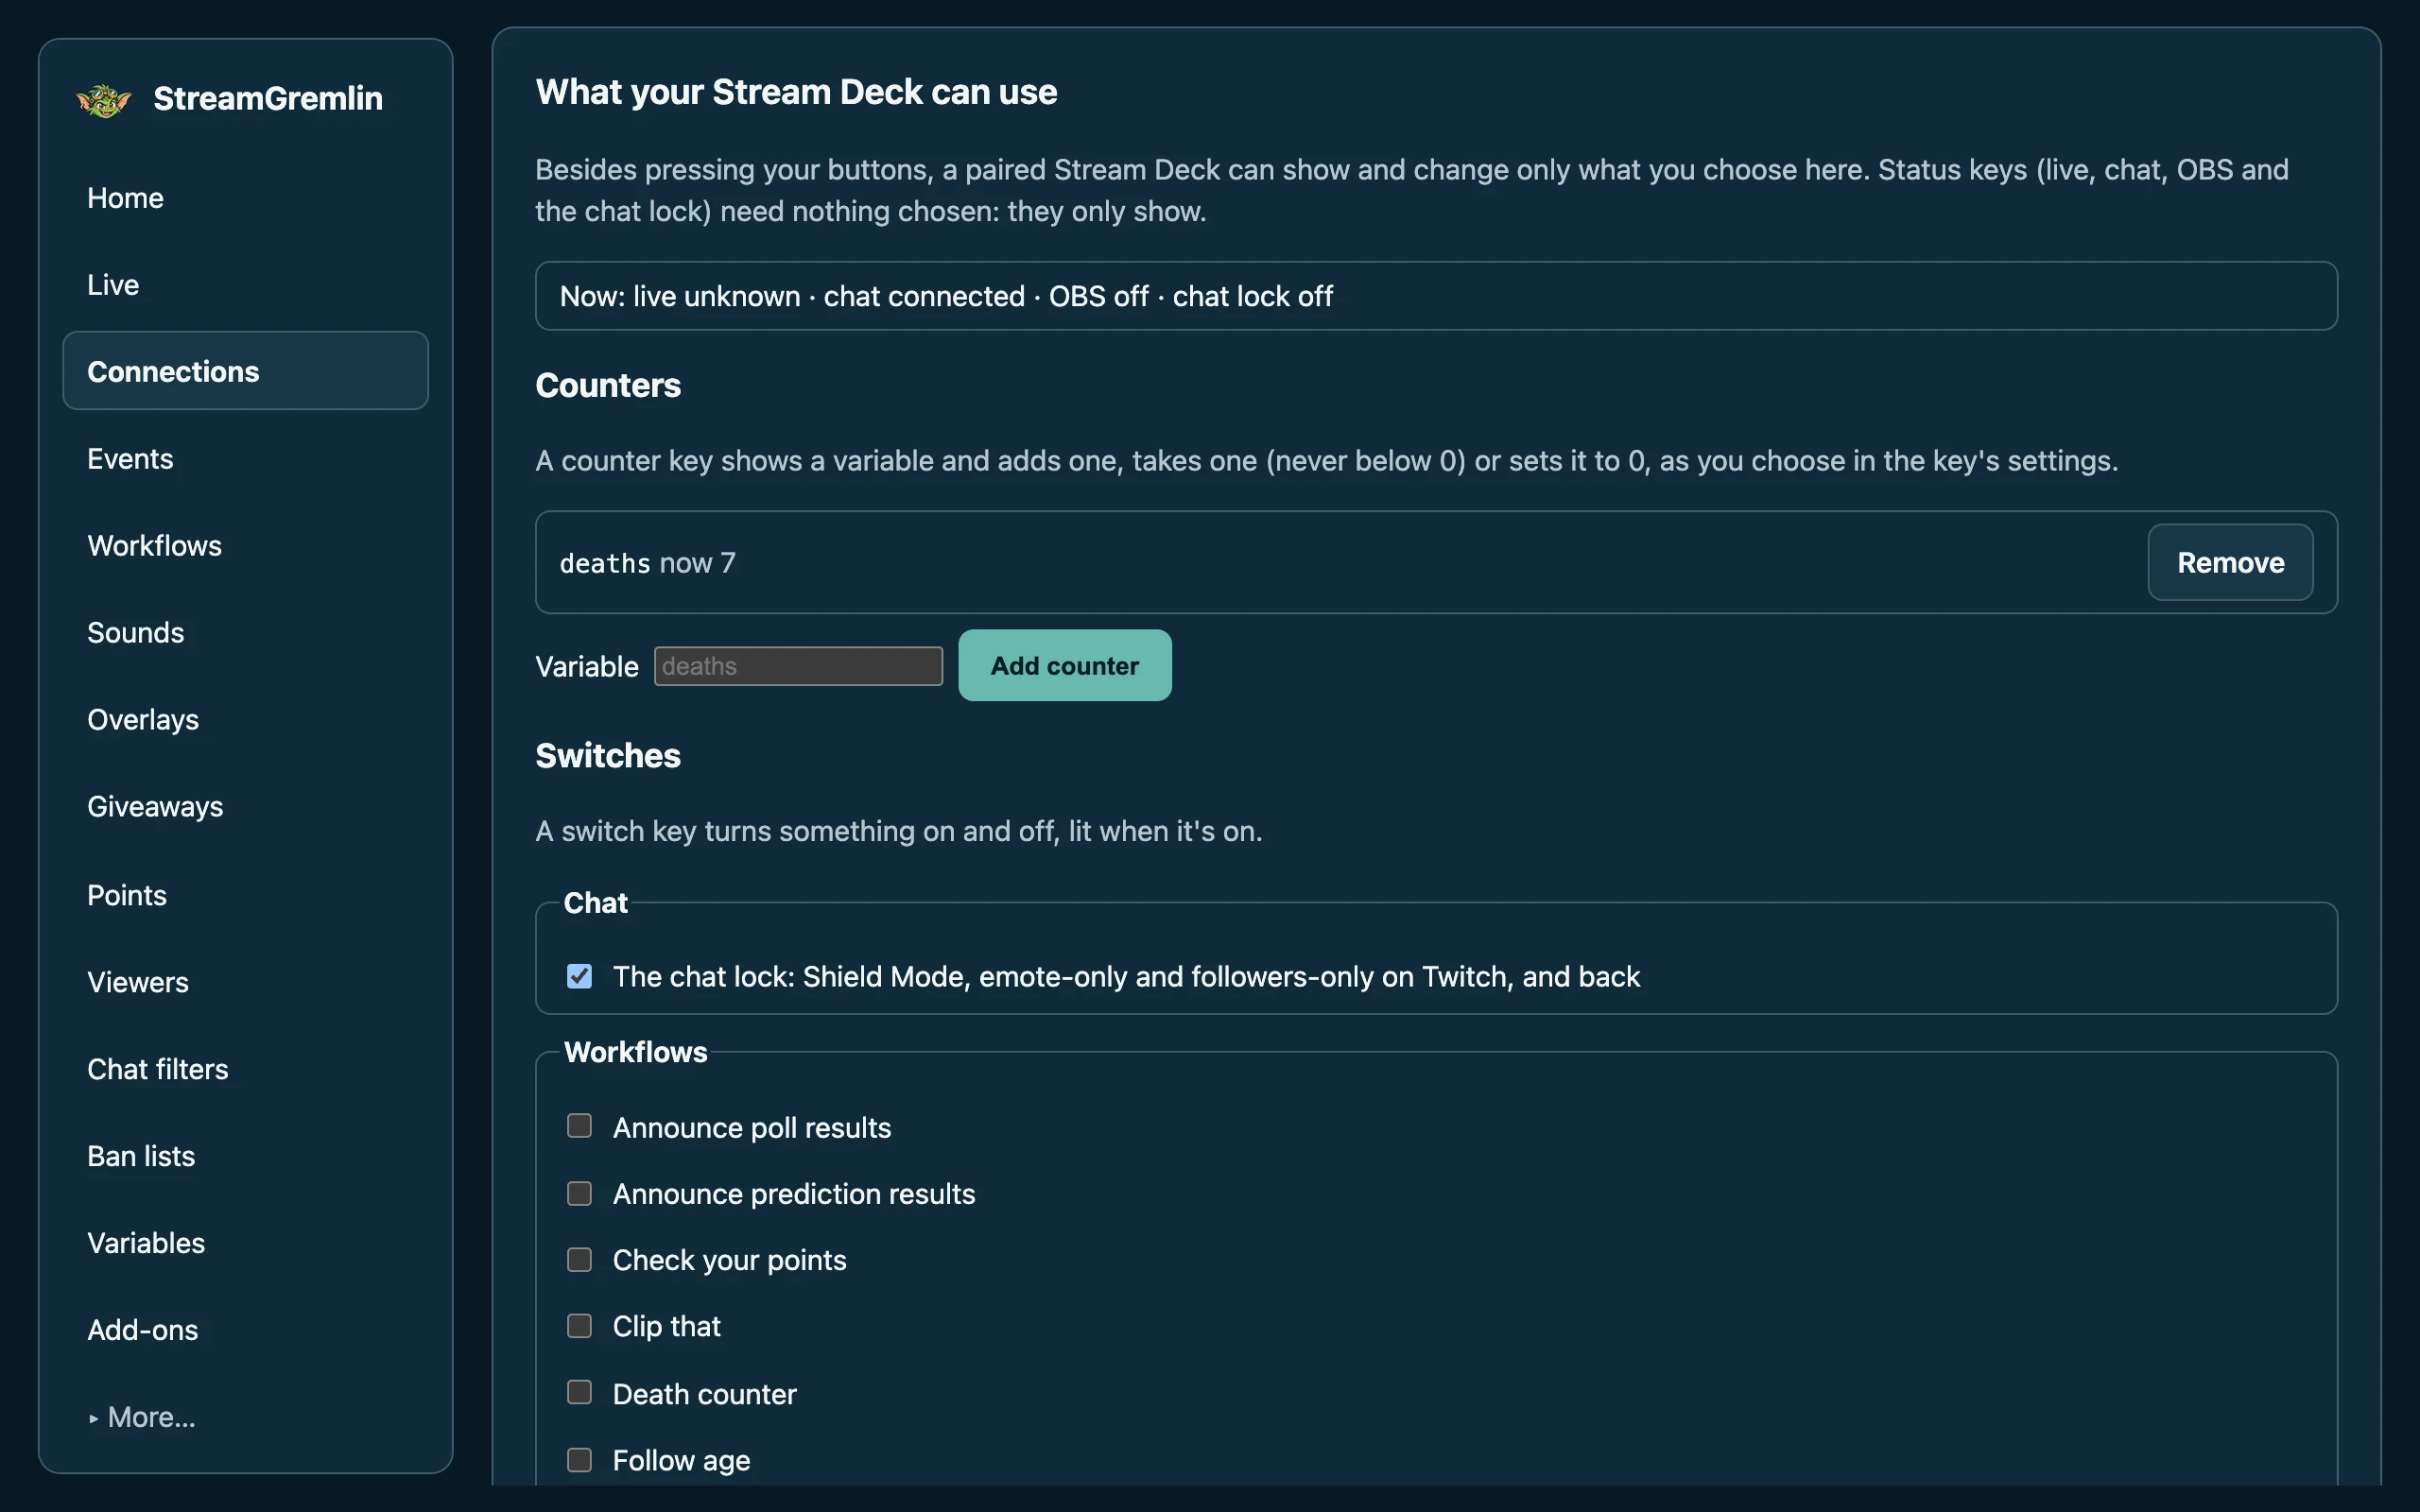 StreamGremlin
Home
Live
Connections
Events
Workflows
Sounds
Overlays
Giveaways
Points
Viewers
Chat filters
Ban lists
Variables
Add-ons
▸ More...
What your Stream Deck can use
Besides pressing your buttons, a paired Stream Deck can show and change only what you choose here. Status keys (live, chat, OBS and
the chat lock) need nothing chosen: they only show.
Now: live unknown · chat connected · OBS off · chat lock off
Counters
A counter key shows a variable and adds one, takes one (never below 0) or sets it to 0, as you choose in the key's settings.
deaths now 7
Remove
Variable deaths Add counter
Switches
A switch key turns something on and off, lit when it's on.
Chat
The chat lock: Shield Mode, emote-only and followers-only on Twitch, and back
Workflows
Announce poll results
Announce prediction results
Check your points
Clip that
Death counter
Follow age